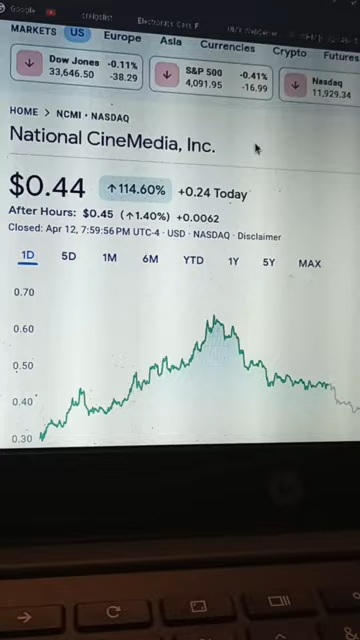 Google
craigslist
MARKETS US Europe Asia Currencies Crypto Futures
Dow Jones -0.11%
33,646.50 -38.29
S&P 500 -0.41%
4,091.95 -16.99
Nasdaq
11,929.34
HOME > NCMI • NASDAQ
National CineMedia, Inc.
$0.44 ↑114.60% +0.24 Today
After Hours: $0.45 (↑1.40%) +0.0062
Closed: Apr 12, 7:59:56 PM UTC-4 · USD · NASDAQ · Disclaimer
1D 5D 1M 6M YTD 1Y 5Y MAX
0.70
0.60
0.50
0.40
0.30